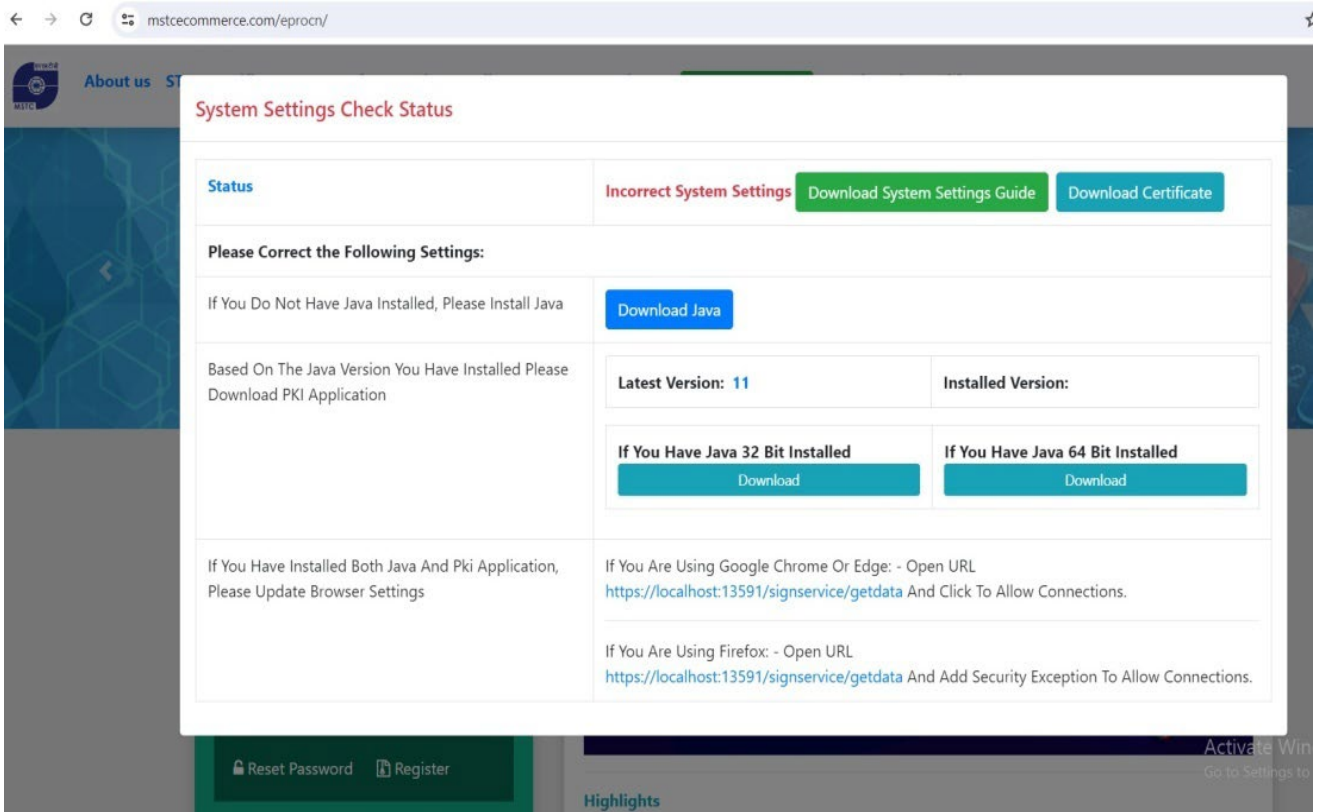 mstcecommerce.com/eprocn/
MSTC
About us ST
System Settings Check Status
Status
Incorrect System Settings Download System Settings Guide Download Certificate
Please Correct the Following Settings:
If You Do Not Have Java Installed, Please Install Java
Download Java
Based On The Java Version You Have Installed Please
Download PKI Application
Latest Version: 11
Installed Version:
If You Have Java 32 Bit Installed
Download
If You Have Java 64 Bit Installed
Download
If You Have Installed Both Java And Pki Application,
Please Update Browser Settings
If You Are Using Google Chrome Or Edge: - Open URL
https://localhost:13591/signservice/getdata And Click To Allow Connections.
If You Are Using Firefox: - Open URL
https://localhost:13591/signservice/getdata And Add Security Exception To Allow Connections.
Reset Password Register
Highlights
Activate Win
Go to Settings to